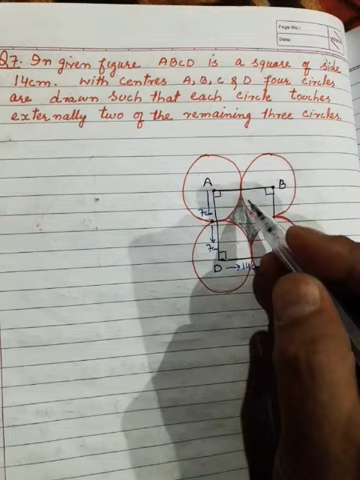 Page No.:
Date:
Q7. In given figure ABCD is a square of side
14cm. with centres A, B, C & D four circles
are drawn such that each circle touches
externally two of the remaining three circles.
A B
7cm
7cm
D → 14